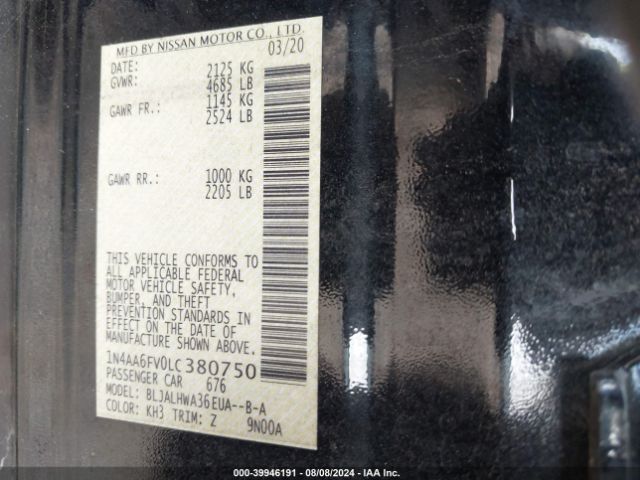 MFD BY NISSAN MOTOR CO., LTD.
03/20
DATE:
GVWR: 2125 KG
4685 LB
GAWR FR.: 1145 KG
2524 LB
GAWR RR.: 1000 KG
2205 LB
THIS VEHICLE CONFORMS TO
ALL APPLICABLE FEDERAL
MOTOR VEHICLE SAFETY,
BUMPER, AND THEFT
PREVENTION STANDARDS IN
EFFECT ON THE DATE OF
MANUFACTURE SHOWN ABOVE.
1N4AA6FV0LC380750
PASSENGER CAR 676
MODEL: BLJALHWA36EUA--B-A
COLOR: KH3 TRIM: Z 9N00A
000-39946191 - 08/08/2024 - IAA Inc.